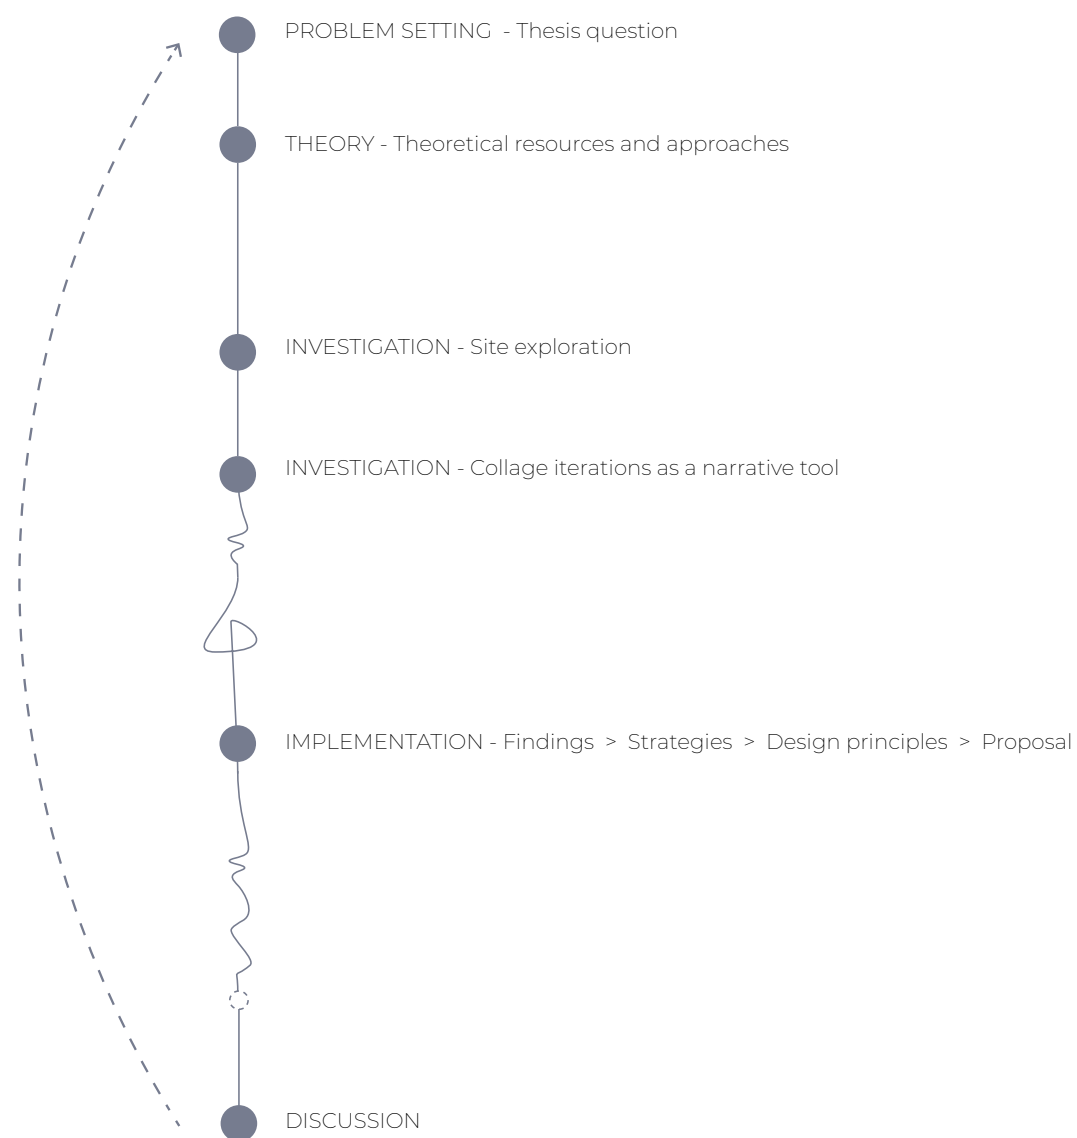 PROBLEM SETTING - Thesis question
THEORY - Theoretical resources and approaches
INVESTIGATION - Site exploration
INVESTIGATION - Collage iterations as a narrative tool
IMPLEMENTATION - Findings > Strategies > Design principles > Proposal
DISCUSSION